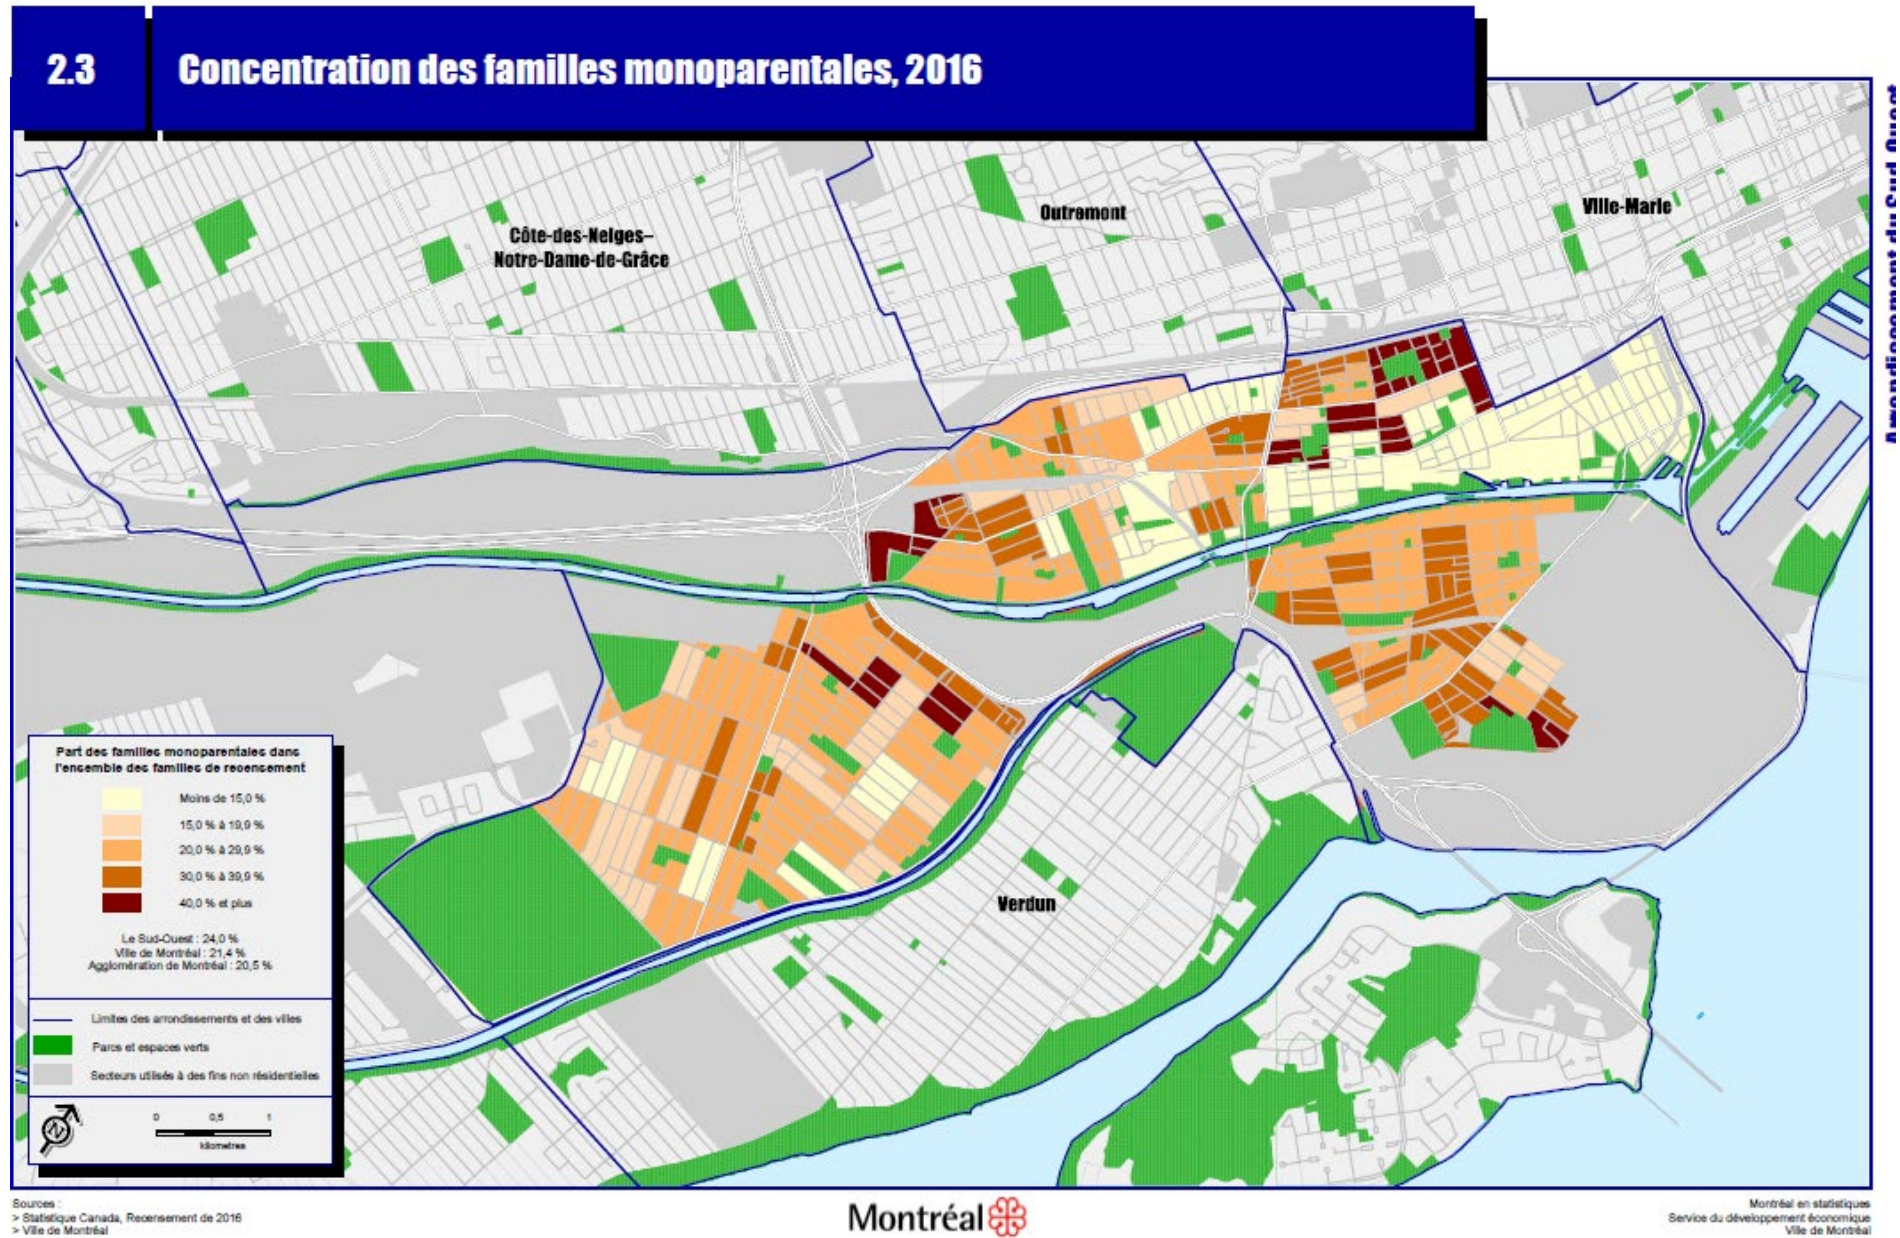 2.3
Concentration des familles monoparentales, 2016
Arrondissement du Sud-Ouest
Côte-des-Neiges–
Notre-Dame-de-Grâce
Outremont
Ville-Marie
Verdun
Part des familles monoparentales dans
l'ensemble des familles de recensement
Moins de 15,0 %
15,0 % à 19,9 %
20,0 % à 29,9 %
30,0 % à 39,9 %
40,0 % et plus
Le Sud-Ouest : 24,0 %
Ville de Montréal : 21,4 %
Agglomération de Montréal : 20,5 %
Limites des arrondissements et des villes
Parcs et espaces verts
Secteurs utilisés à des fins non résidentielles
N
0 0,5 1
kilomètres
Sources :
> Statistique Canada, Recensement de 2016
> Ville de Montréal
Montréal
Montréal en statistiques
Service du développement économique
Ville de Montréal